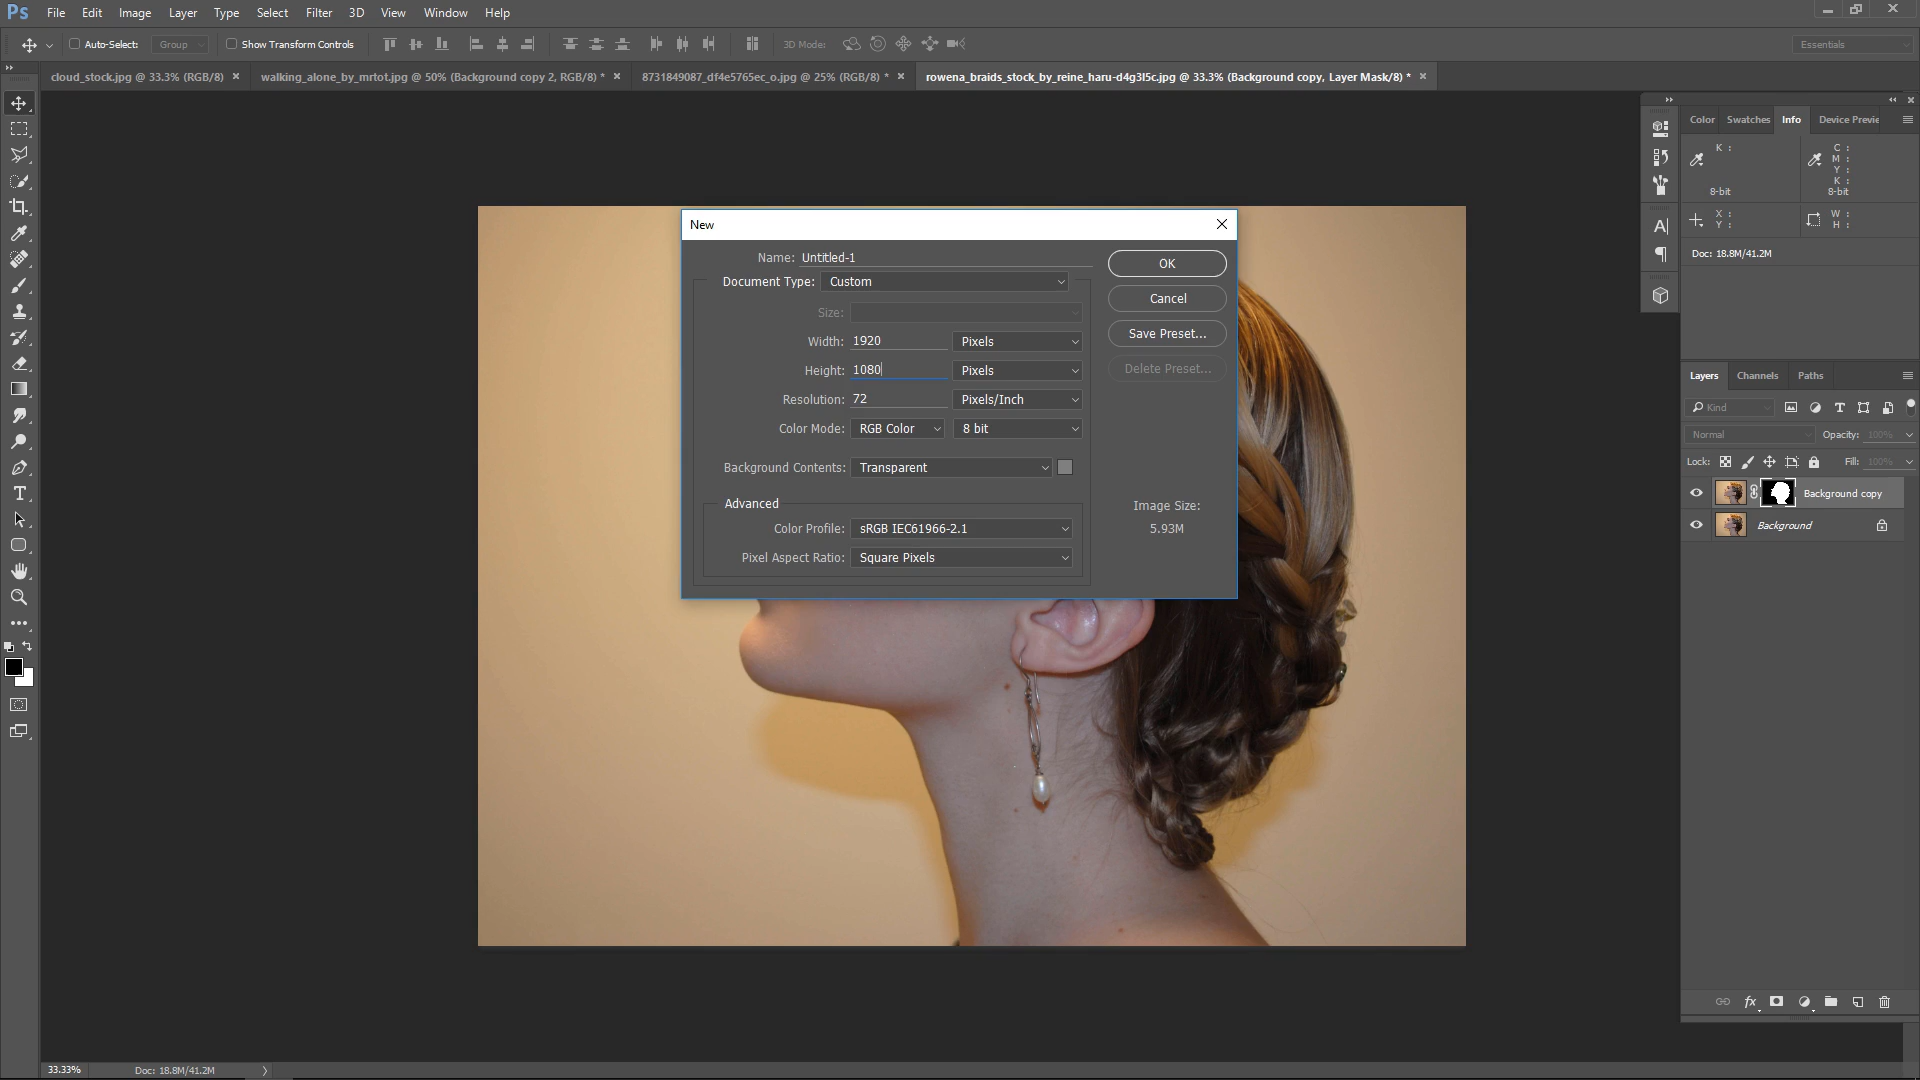 Ps File Edit Image Layer Type Select Filter 3D View Window Help
Auto-Select: Group Show Transform Controls 3D Mode: Essentials
cloud_stock.jpg @ 33.3% (RGB/8) × walking_alone_by_mrtot.jpg @ 50% (Background copy 2, RGB/8) * × 8731849087_df4e5765ec_o.jpg @ 25% (RGB/8) * × rowena_braids_stock_by_reine_haru-d4g3l5c.jpg @ 33.3% (Background copy, Layer Mask/8) * ×
Color Swatches Info Device Previe
K :
8-bit
C :
M :
Y :
K :
8-bit
X :
Y :
W :
H :
Doc: 18.8M/41.2M
New
Name: Untitled-1
Document Type: Custom
Size:
Width: 1920 Pixels
Height: 1080 Pixels
Resolution: 72 Pixels/Inch
Color Mode: RGB Color 8 bit
Background Contents: Transparent
Advanced
Color Profile: sRGB IEC61966-2.1
Pixel Aspect Ratio: Square Pixels
OK
Cancel
Save Preset...
Delete Preset...
Image Size:
5.93M
Layers Channels Paths
Kind
Normal Opacity: 100%
Lock: Fill: 100%
Background copy
Background
fx
33.33% Doc: 18.8M/41.2M